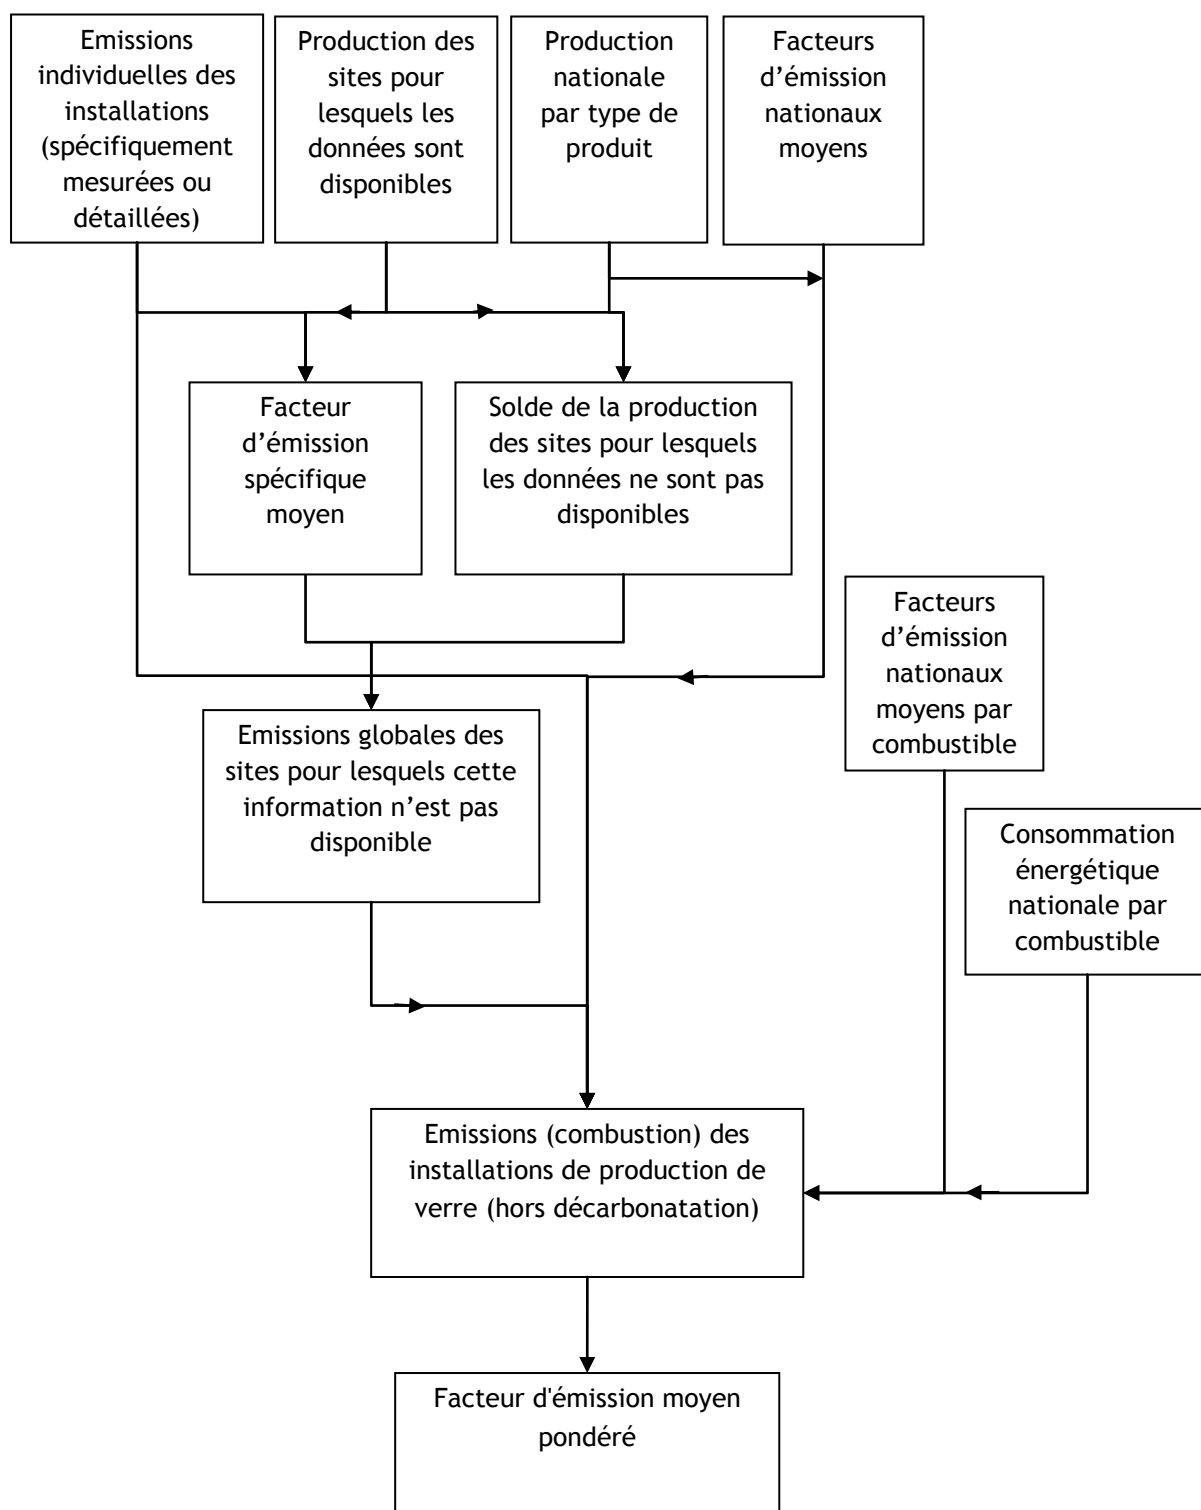 Emissions
individuelles des
installations
(spécifiquement
mesurées ou
détaillées)
Production des
sites pour
lesquels les
données sont
disponibles
Production
nationale
par type de
produit
Facteurs
d’émission
nationaux
moyens
Facteur
d’émission
spécifique
moyen
Solde de la production
des sites pour lesquels
les données ne sont pas
disponibles
Facteurs
d’émission
nationaux
moyens par
combustible
Emissions globales des
sites pour lesquels cette
information n’est pas
disponible
Consommation
énergétique
nationale par
combustible
Emissions (combustion) des
installations de production de
verre (hors décarbonatation)
Facteur d'émission moyen
pondéré